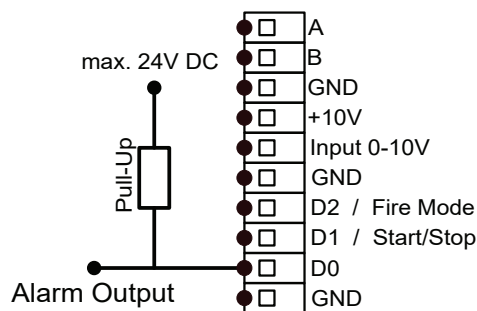 max. 24V DC
Pull-Up
Alarm Output
A
B
GND
+10V
Input 0-10V
GND
D2 / Fire Mode
D1 / Start/Stop
D0
GND